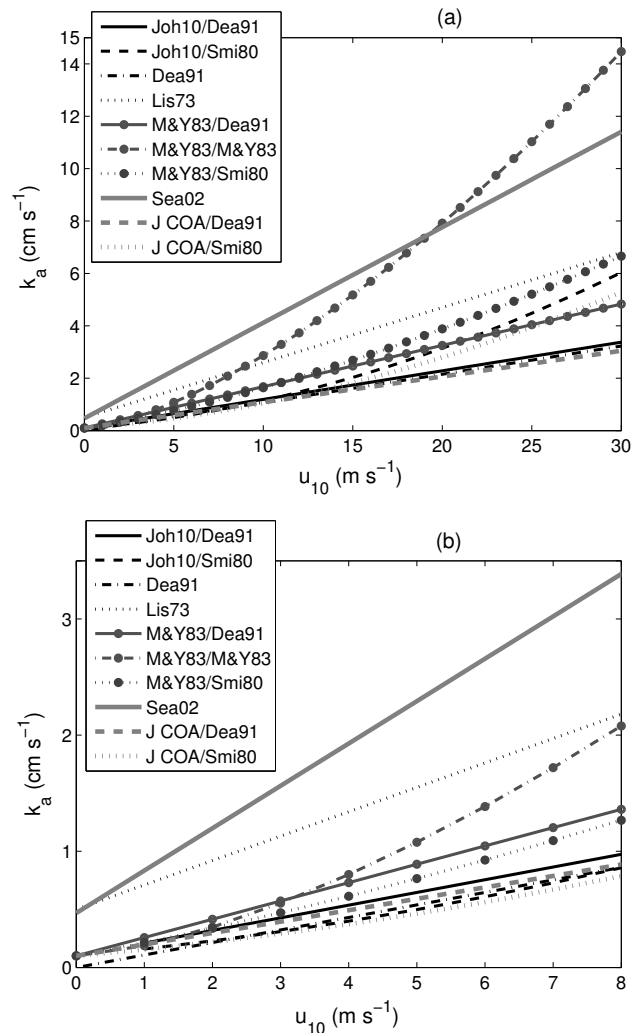 (a)
Joh10/Dea91
Joh10/Smi80
Dea91
Lis73
M&Y83/Dea91
M&Y83/M&Y83
M&Y83/Smi80
Sea02
J COA/Dea91
J COA/Smi80
15
14
12
10
8
6
4
2
0
k_a (cm s⁻¹)
0 5 10 15 20 25 30
u₁₀ (m s⁻¹)
(b)
Joh10/Dea91
Joh10/Smi80
Dea91
Lis73
M&Y83/Dea91
M&Y83/M&Y83
M&Y83/Smi80
Sea02
J COA/Dea91
J COA/Smi80
3
2
1
0
k_a (cm s⁻¹)
0 1 2 3 4 5 6 7 8
u₁₀ (m s⁻¹)